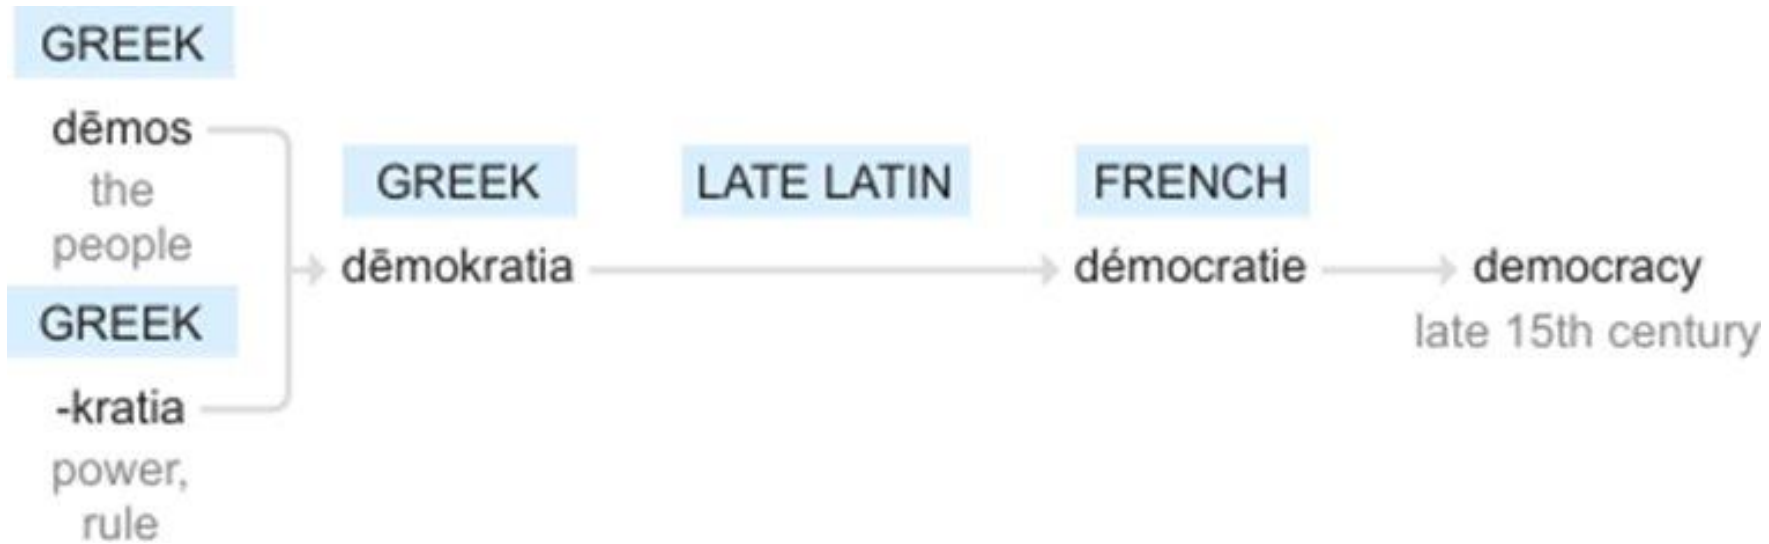 GREEK
dēmos
the
people
GREEK
-kratia
power,
rule
GREEK
dēmokratia
LATE LATIN
FRENCH
démocratie
democracy
late 15th century